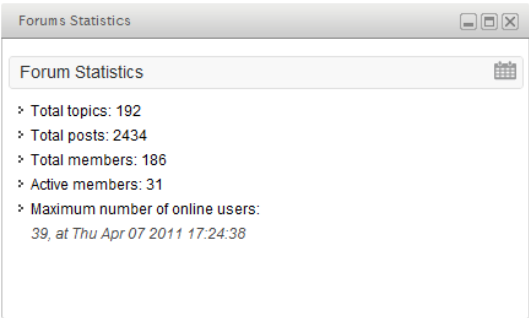 Forums Statistics
Forum Statistics
Total topics: 192
Total posts: 2434
Total members: 186
Active members: 31
Maximum number of online users:
39, at Thu Apr 07 2011 17:24:38